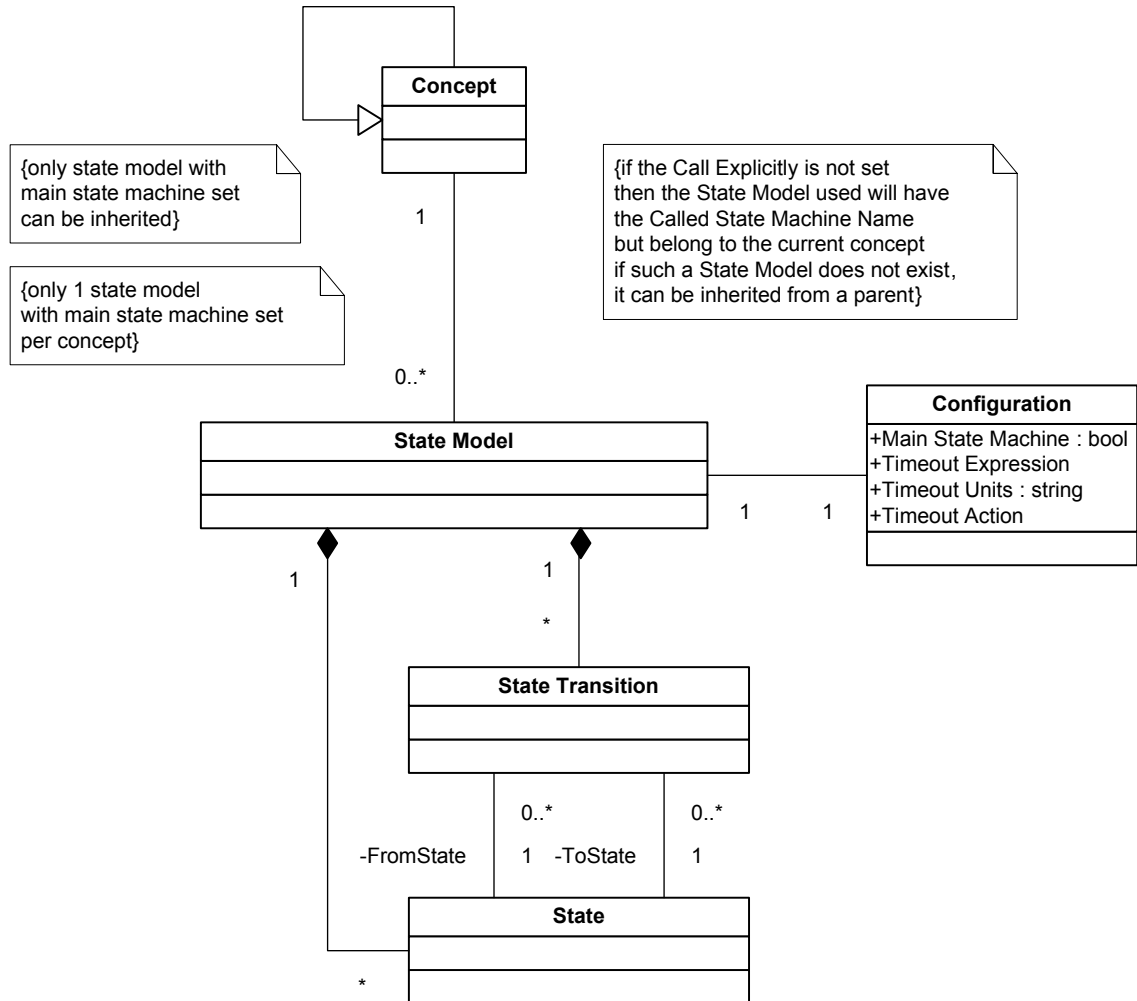 Concept
{only state model with
main state machine set
can be inherited}
{if the Call Explicitly is not set
then the State Model used will have
the Called State Machine Name
but belong to the current concept
if such a State Model does not exist,
it can be inherited from a parent}
1
{only 1 state model
with main state machine set
per concept}
0..*
State Model
Configuration
+Main State Machine : bool
+Timeout Expression
+Timeout Units : string
+Timeout Action
1
1
1
1
*
State Transition
0..*
0..*
-FromState
1
-ToState
1
State
*